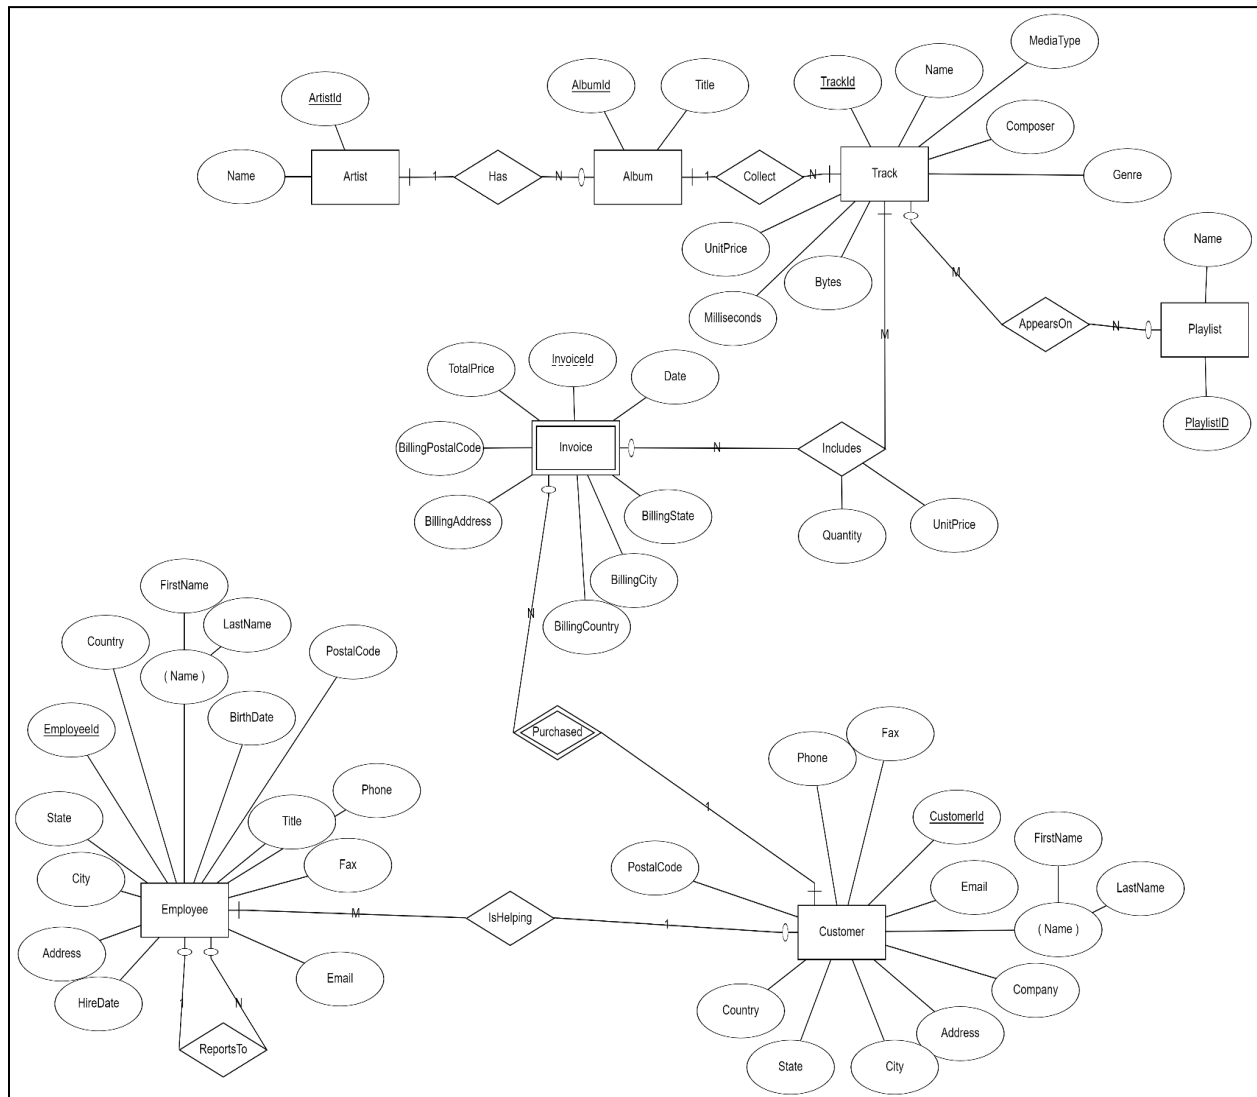 MediaType
TrackId
Name
AlbumId
Title
ArtistId
Composer
Name
Artist
1
Has
N
Album
1
Collect
N
Track
Genre
UnitPrice
Bytes
Milliseconds
Name
M
AppearsOn
N
Playlist
PlaylistID
M
InvoiceId
TotalPrice
Date
BillingPostalCode
Invoice
N
Includes
BillingAddress
BillingState
Quantity
UnitPrice
BillingCity
BillingCountry
N
FirstName
LastName
Country
( Name )
PostalCode
EmployeeId
BirthDate
Purchased
Phone
Fax
State
Title
Phone
1
CustomerId
City
Fax
PostalCode
FirstName
Email
LastName
Employee
M
IsHelping
1
Customer
( Name )
Address
HireDate
Email
Company
1
N
Country
Address
ReportsTo
State
City